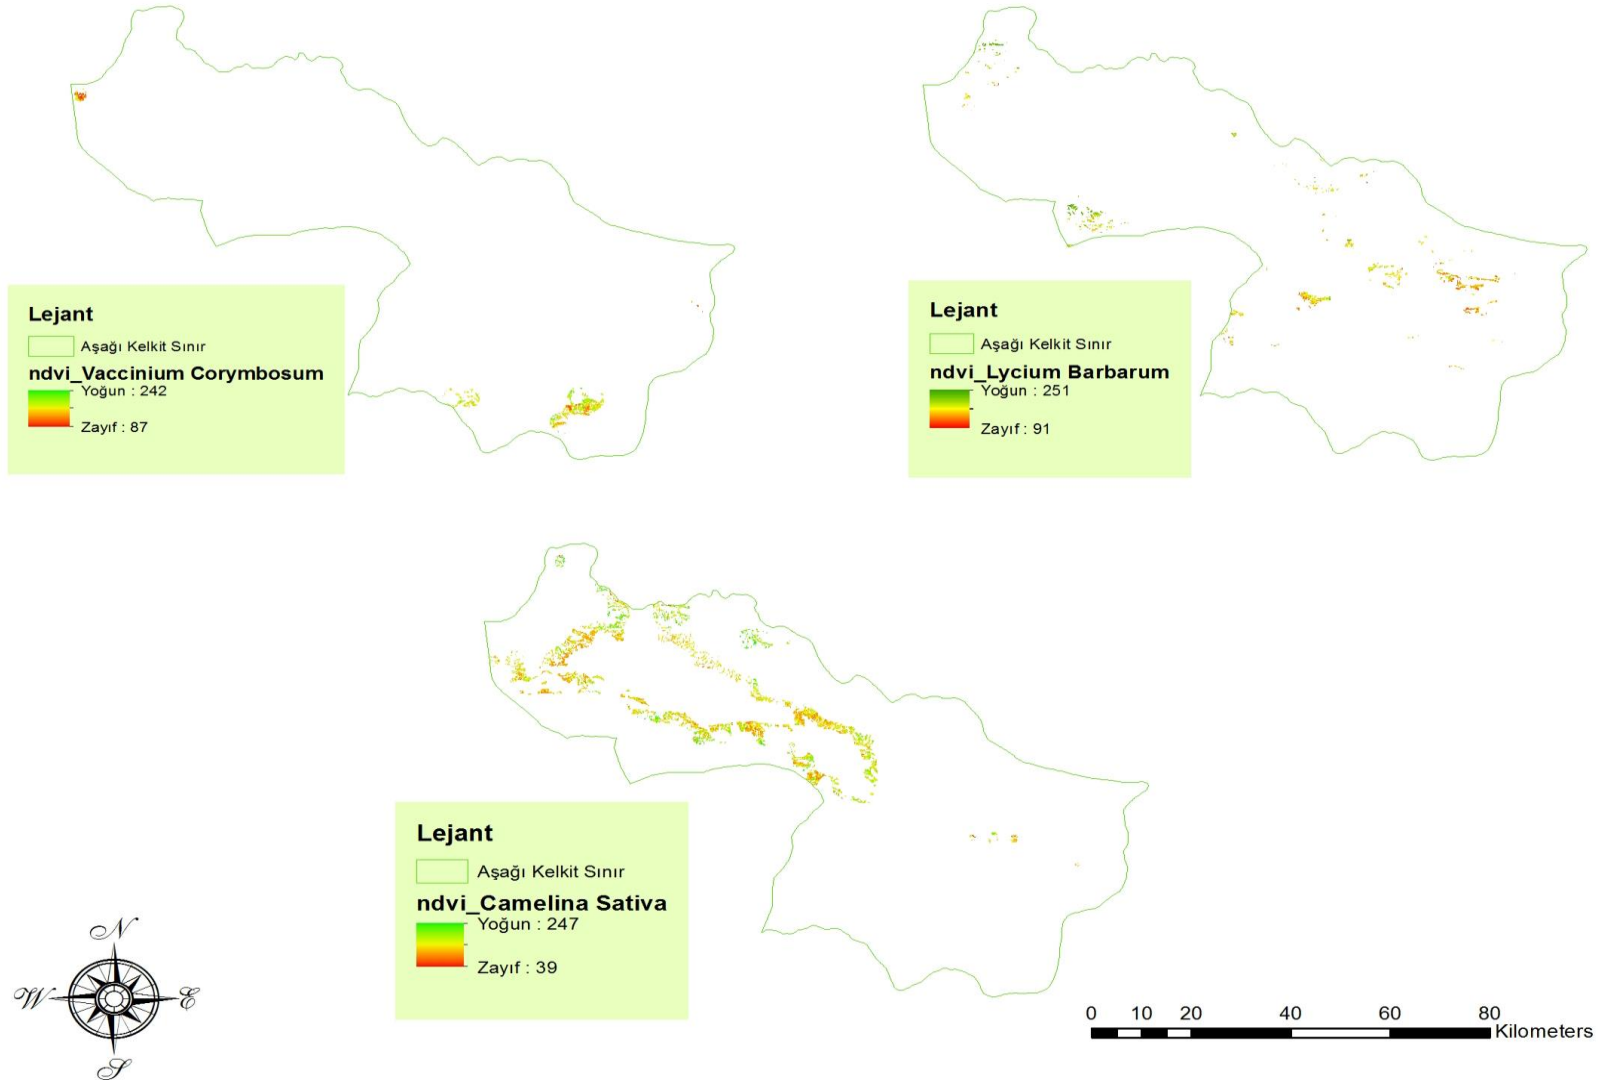 Lejant
Aşağı Kelkit Sınır
ndvi_Vaccinium Corymbosum
Yoğun : 242
Zayıf : 87
Lejant
Aşağı Kelkit Sınır
ndvi_Lycium Barbarum
Yoğun : 251
Zayıf : 91
Lejant
Aşağı Kelkit Sınır
ndvi_Camelina Sativa
Yoğun : 247
Zayıf : 39
N
W E
S
0 10 20 40 60 80
Kilometers